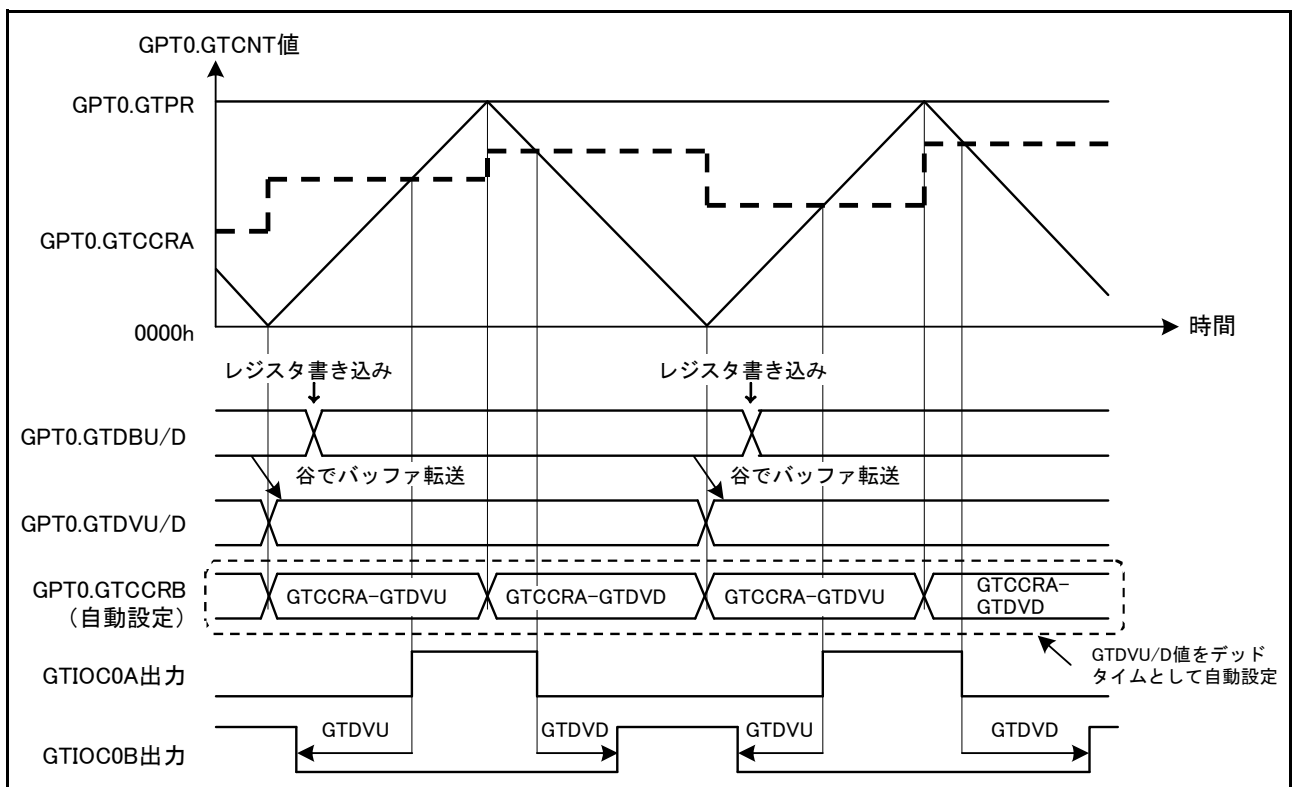 GPT0.GTCNT値
GPT0.GTPR
GPT0.GTCCRA
0000h
時間
レジスタ書き込み
レジスタ書き込み
GPT0.GTDBU/D
谷でバッファ転送
谷でバッファ転送
GPT0.GTDVU/D
GPT0.GTCCRB
（自動設定）
GTCCRA-GTDVU
GTCCRA-GTDVD
GTCCRA-GTDVU
GTCCRA-
GTDVD
GTIOC0A出力
GTDVU/D値をデッド
タイムとして自動設定
GTIOC0B出力
GTDVU
GTDVD
GTDVU
GTDVD